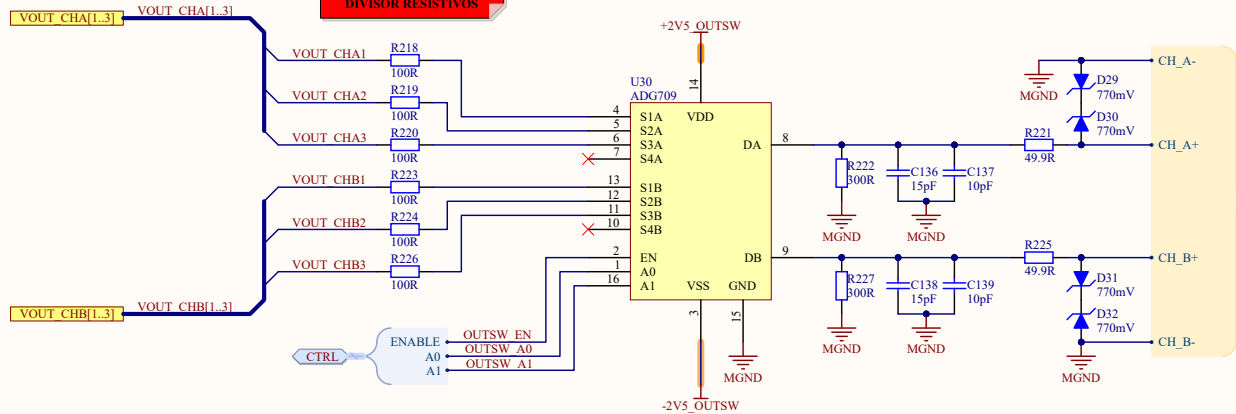 DIVISOR RESISTIVOS
VOUT_CHA[1..3]
VOUT_CHA[1..3]
VOUT_CHA1
R218
100R
VOUT_CHA2
R219
100R
VOUT_CHA3
R220
100R
VOUT_CHB1
R223
100R
VOUT_CHB2
R224
100R
VOUT_CHB3
R226
100R
VOUT_CHB[1..3]
VOUT_CHB[1..3]
CTRL
ENABLE
A0
A1
OUTSW_EN
OUTSW_A0
OUTSW_A1
+2V5_OUTSW
U30
ADG709
14
VDD
4 S1A
5 S2A
6 S3A
7 S4A
13 S1B
12 S2B
11 S3B
10 S4B
2 EN
1 A0
16 A1
DA 8
DB 9
VSS GND
3
15
MGND
-2V5_OUTSW
R222
300R
MGND
C136
15pF
C137
10pF
MGND
R221
49.9R
MGND
D29
770mV
D30
770mV
CH_A-
CH_A+
R227
300R
MGND
C138
15pF
C139
10pF
MGND
R225
49.9R
D31
770mV
D32
770mV
MGND
CH_B+
CH_B-